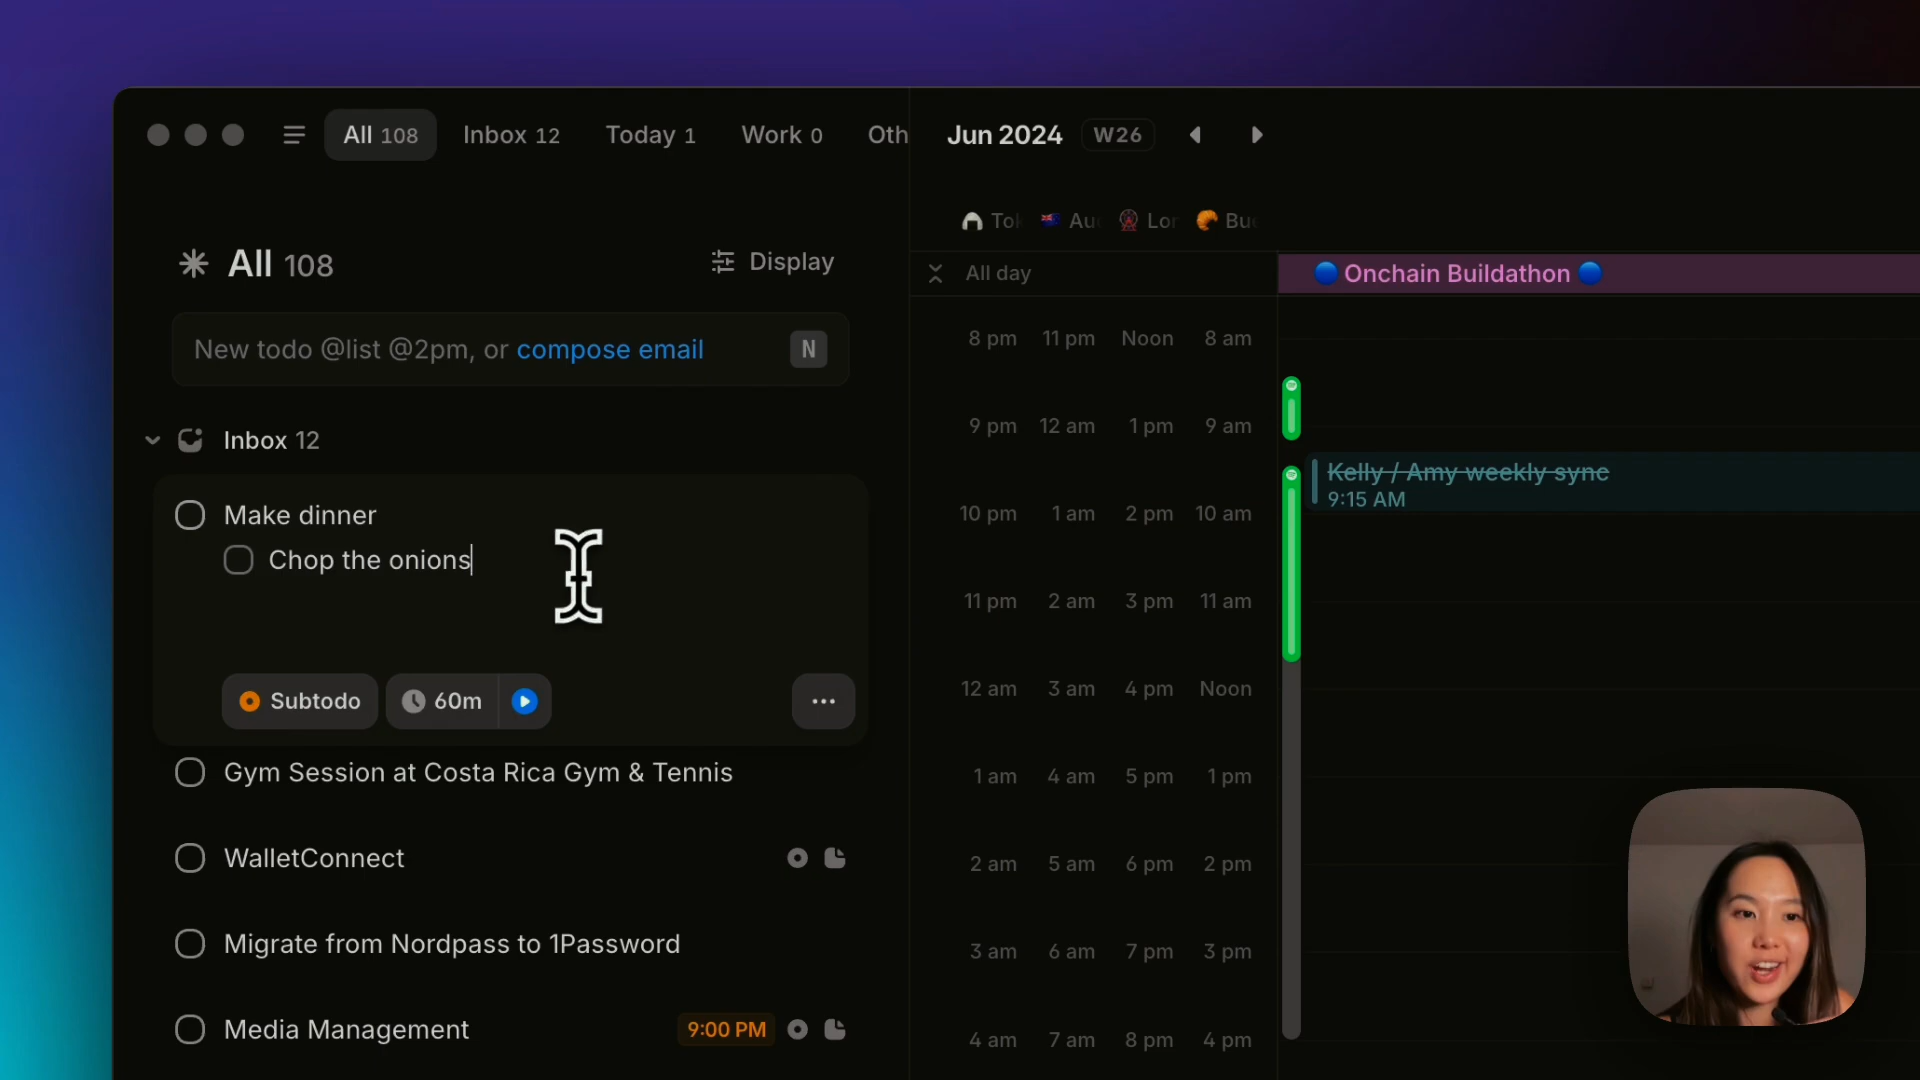 All 108
Inbox 12
Today 1
Work 0
Oth
Jun 2024
W26
Tok
Au
Lon
Bue
All 108
Display
All day
🔵 Onchain Buildathon 🔵
New todo @list @2pm, or compose email
N
8 pm 11 pm Noon 8 am
9 pm 12 am 1 pm 9 am
Inbox 12
Kelly / Amy weekly sync
9:15 AM
Make dinner
Chop the onions
10 pm 1 am 2 pm 10 am
11 pm 2 am 3 pm 11 am
Subtodo
60m
12 am 3 am 4 pm Noon
Gym Session at Costa Rica Gym & Tennis
1 am 4 am 5 pm 1 pm
WalletConnect
2 am 5 am 6 pm 2 pm
Migrate from Nordpass to 1Password
3 am 6 am 7 pm 3 pm
Media Management
9:00 PM
4 am 7 am 8 pm 4 pm